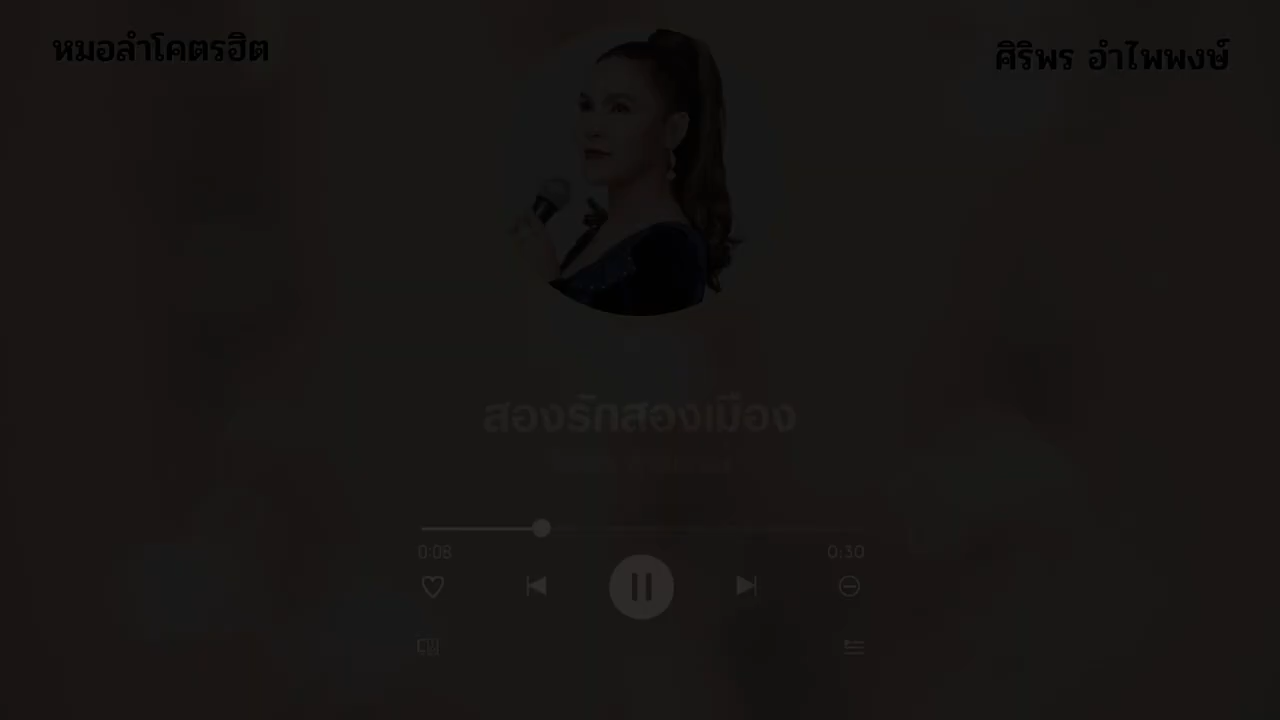 หมอลำโคตรฮิต
ศิริพร อำไพพงษ์
สองรักสองเมือง
0:08
0:30